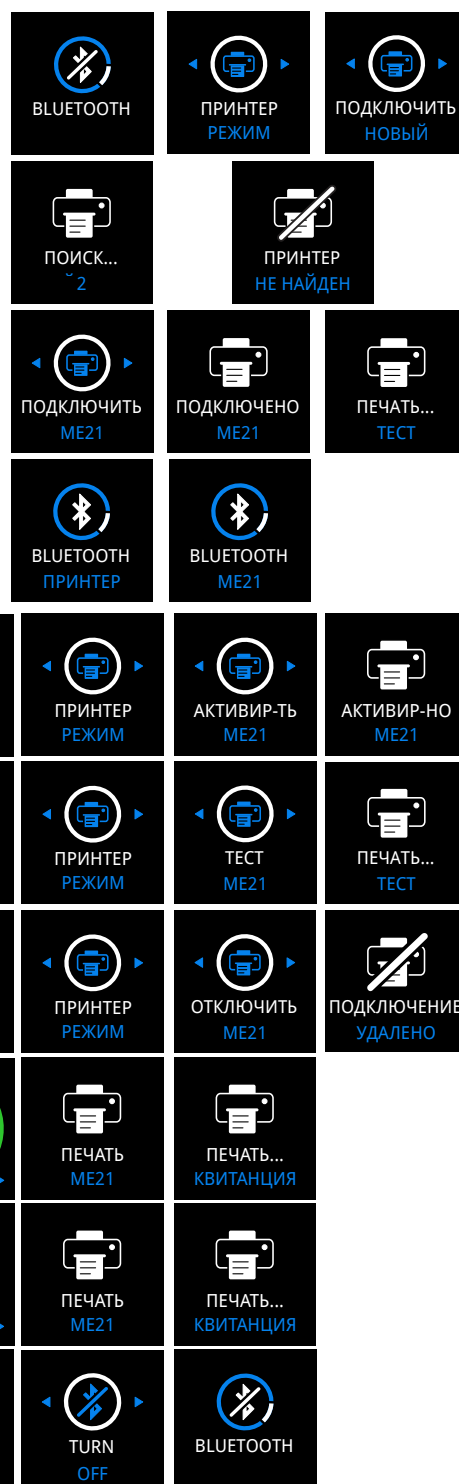 BLUETOOTH
ПРИНТЕР
РЕЖИМ
ПОДКЛЮЧИТЬ
НОВЫЙ
ПОИСК...
2
ПРИНТЕР
НЕ НАЙДЕН
ПОДКЛЮЧИТЬ
ME21
ПОДКЛЮЧЕНО
ME21
ПЕЧАТЬ...
ТЕСТ
BLUETOOTH
ПРИНТЕР
BLUETOOTH
ME21
ПРИНТЕР
РЕЖИМ
АКТИВИР-ТЬ
ME21
АКТИВИР-НО
ME21
ПРИНТЕР
РЕЖИМ
ТЕСТ
ME21
ПЕЧАТЬ...
ТЕСТ
ПРИНТЕР
РЕЖИМ
ОТКЛЮЧИТЬ
ME21
ПОДКЛЮЧЕНИЕ
УДАЛЕНО
ПЕЧАТЬ
ME21
ПЕЧАТЬ...
КВИТАНЦИЯ
ПЕЧАТЬ
ME21
ПЕЧАТЬ...
КВИТАНЦИЯ
TURN
OFF
BLUETOOTH